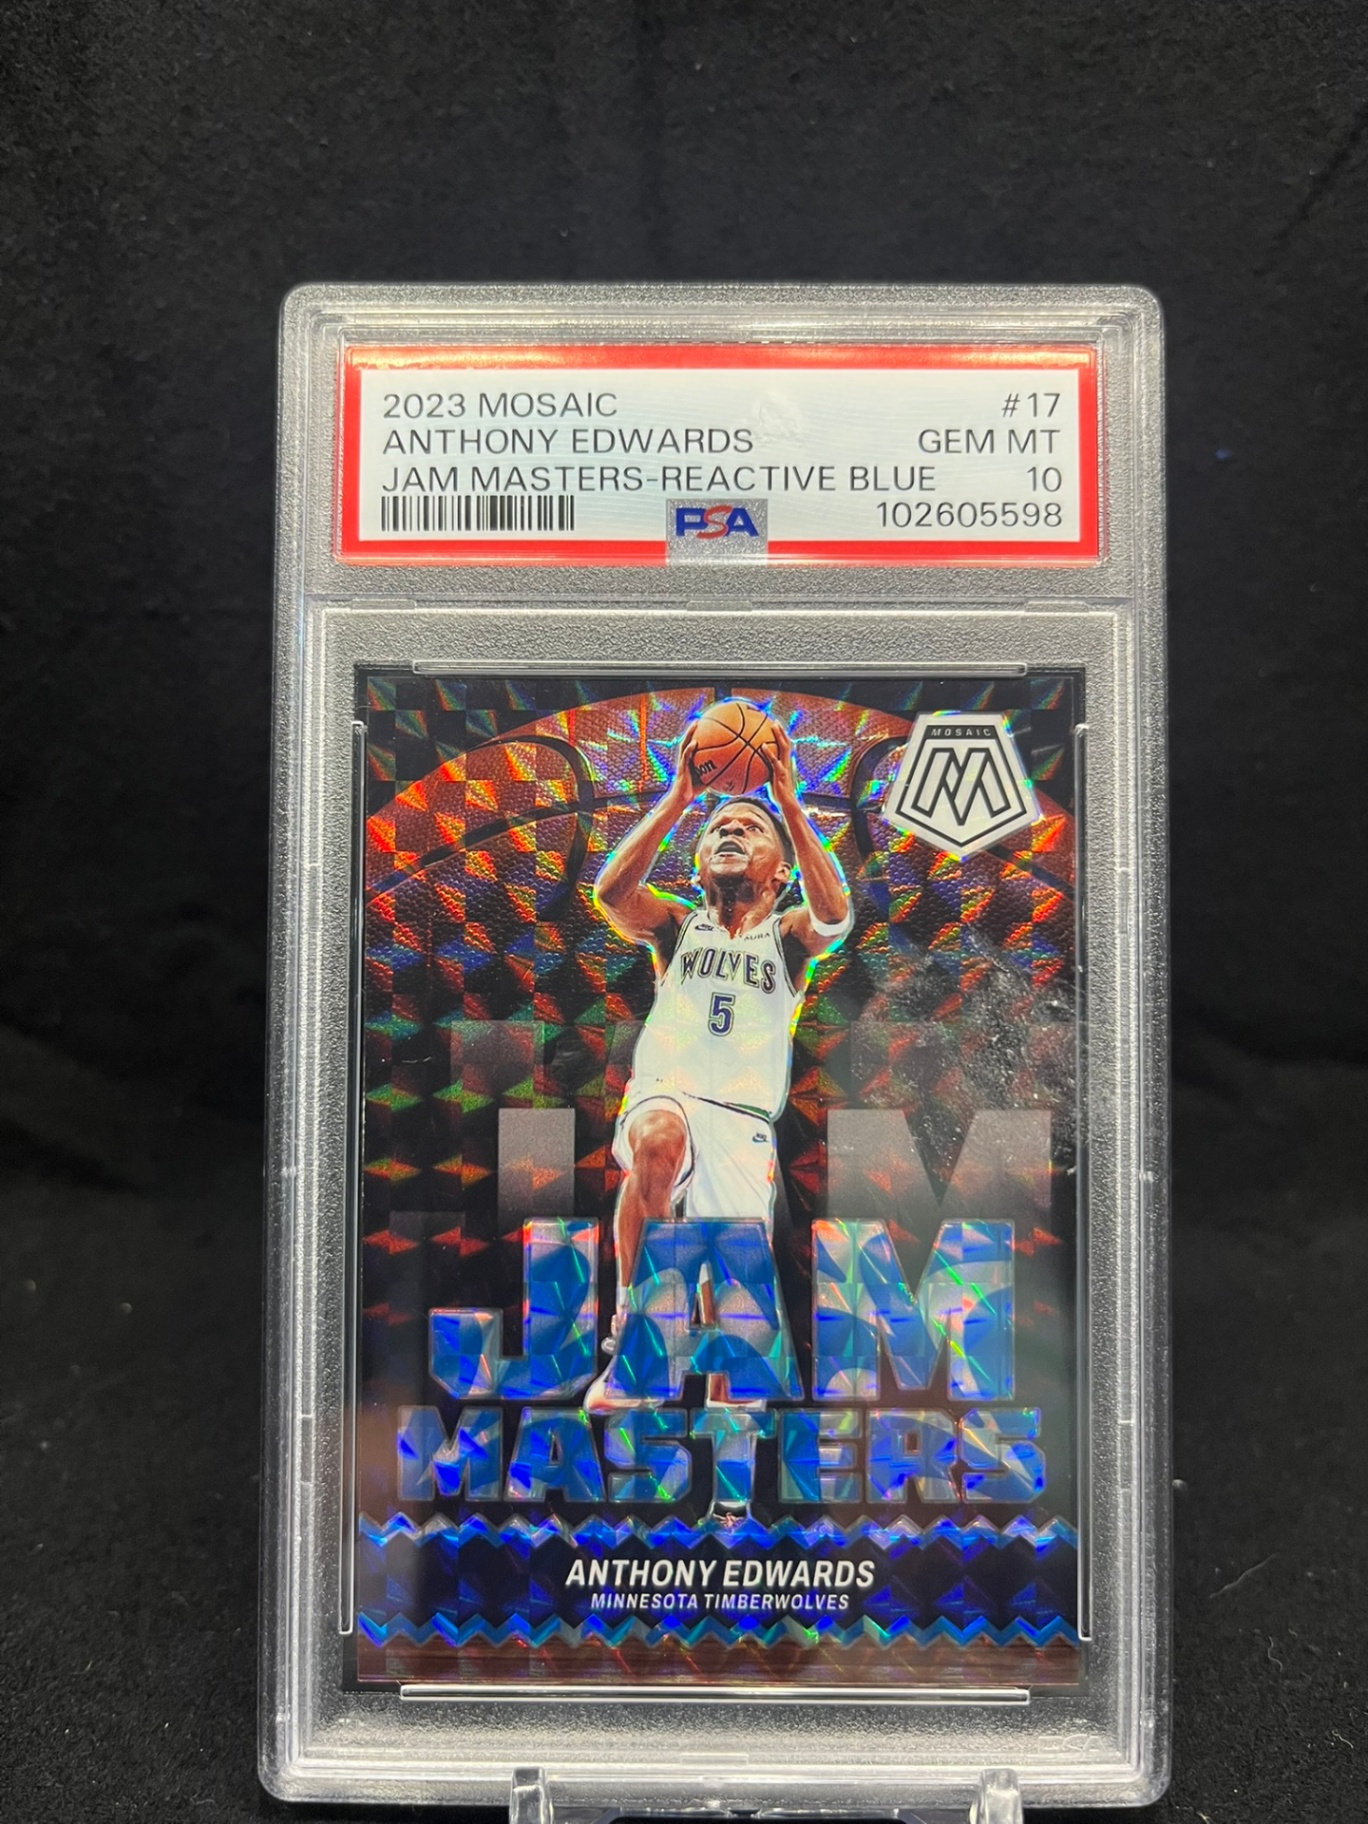 2023 MOSAIC #17
ANTHONY EDWARDS GEM MT
JAM MASTERS-REACTIVE BLUE 10
PSA 102605598
MOSAIC
M
AURA
WOLVES
5
JAM
MASTERS
ANTHONY EDWARDS
MINNESOTA TIMBERWOLVES